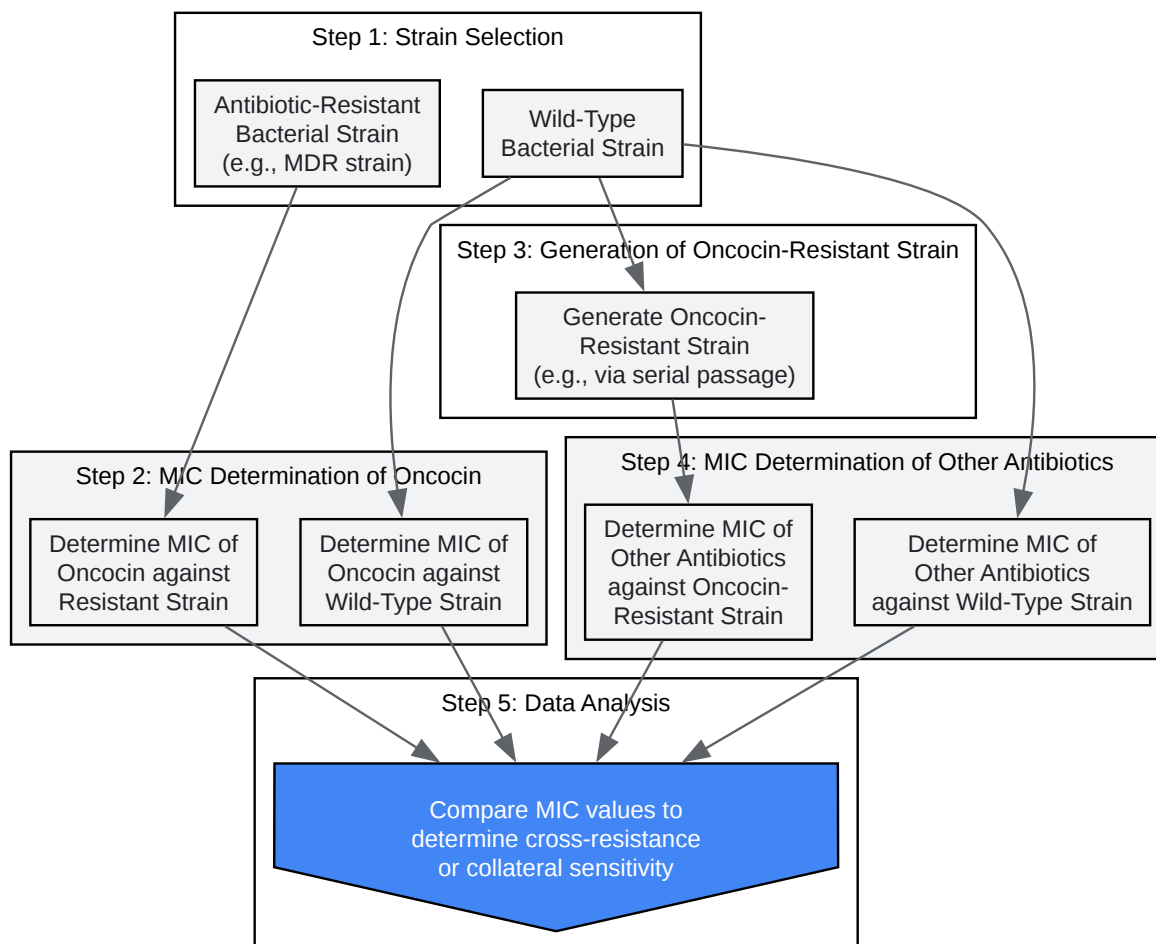 Step 1: Strain Selection
Antibiotic-Resistant
Bacterial Strain
(e.g., MDR strain)
Wild-Type
Bacterial Strain
Step 3: Generation of Oncocin-Resistant Strain
Generate Oncocin-
Resistant Strain
(e.g., via serial passage)
Step 2: MIC Determination of Oncocin
Determine MIC of
Oncocin against
Resistant Strain
Determine MIC of
Oncocin against
Wild-Type Strain
Step 4: MIC Determination of Other Antibiotics
Determine MIC of
Other Antibiotics
against Oncocin-
Resistant Strain
Determine MIC of
Other Antibiotics
against Wild-Type Strain
Step 5: Data Analysis
Compare MIC values to
determine cross-resistance
or collateral sensitivity